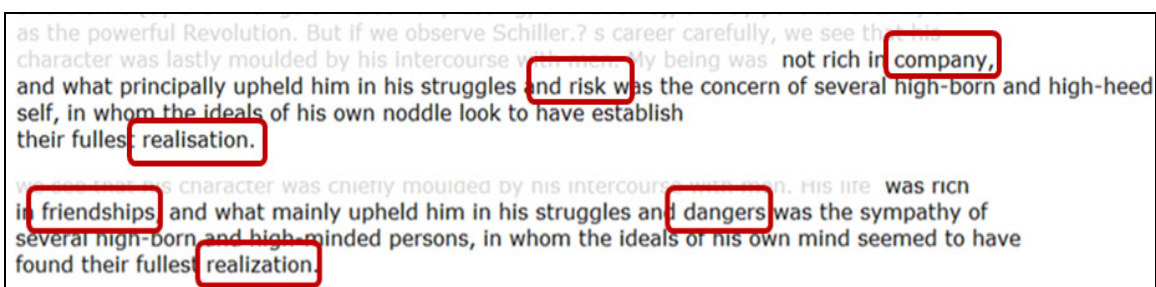 as the powerful Revolution. But if we observe Schiller.? s career carefully, we see that his
character was lastly moulded by his intercourse with men. My being was not rich in company,
and what principally upheld him in his struggles and risk was the concern of several high-born and high-heed
self, in whom the ideals of his own noddle look to have establish
their fullest realisation.
we see that his character was chiefly moulded by his intercourse with men. His life was rich
in friendships, and what mainly upheld him in his struggles and dangers was the sympathy of
several high-born and high-minded persons, in whom the ideals of his own mind seemed to have
found their fullest realization.